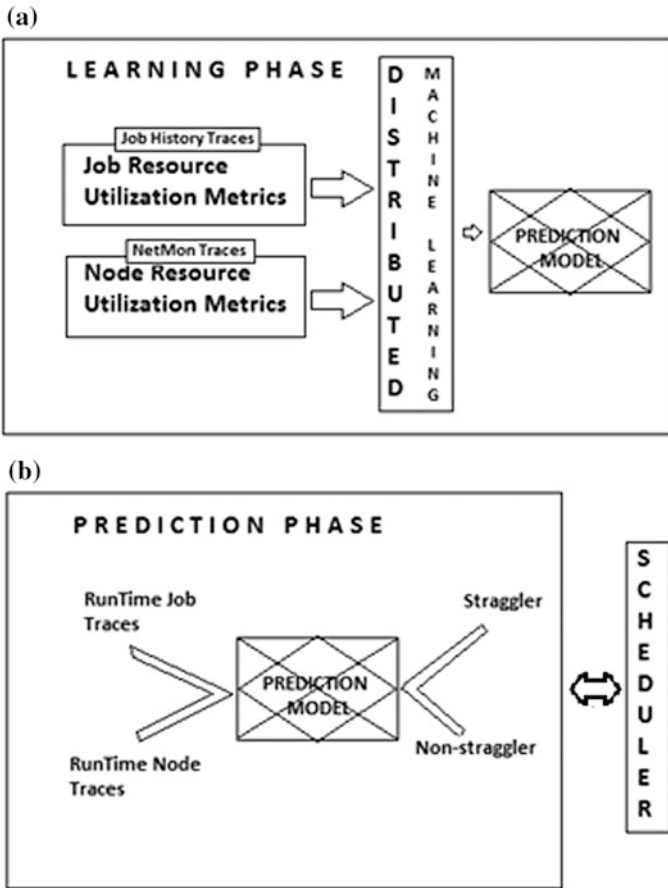 (a)
LEARNING PHASE
Job History Traces
Job Resource
Utilization Metrics
NetMon Traces
Node Resource
Utilization Metrics
DISTRIBUTED
MACHINE LEARNING
PREDICTION
MODEL
(b)
PREDICTION PHASE
RunTime Job
Traces
RunTime Node
Traces
PREDICTION
MODEL
Straggler
Non-straggler
SCHEDULER